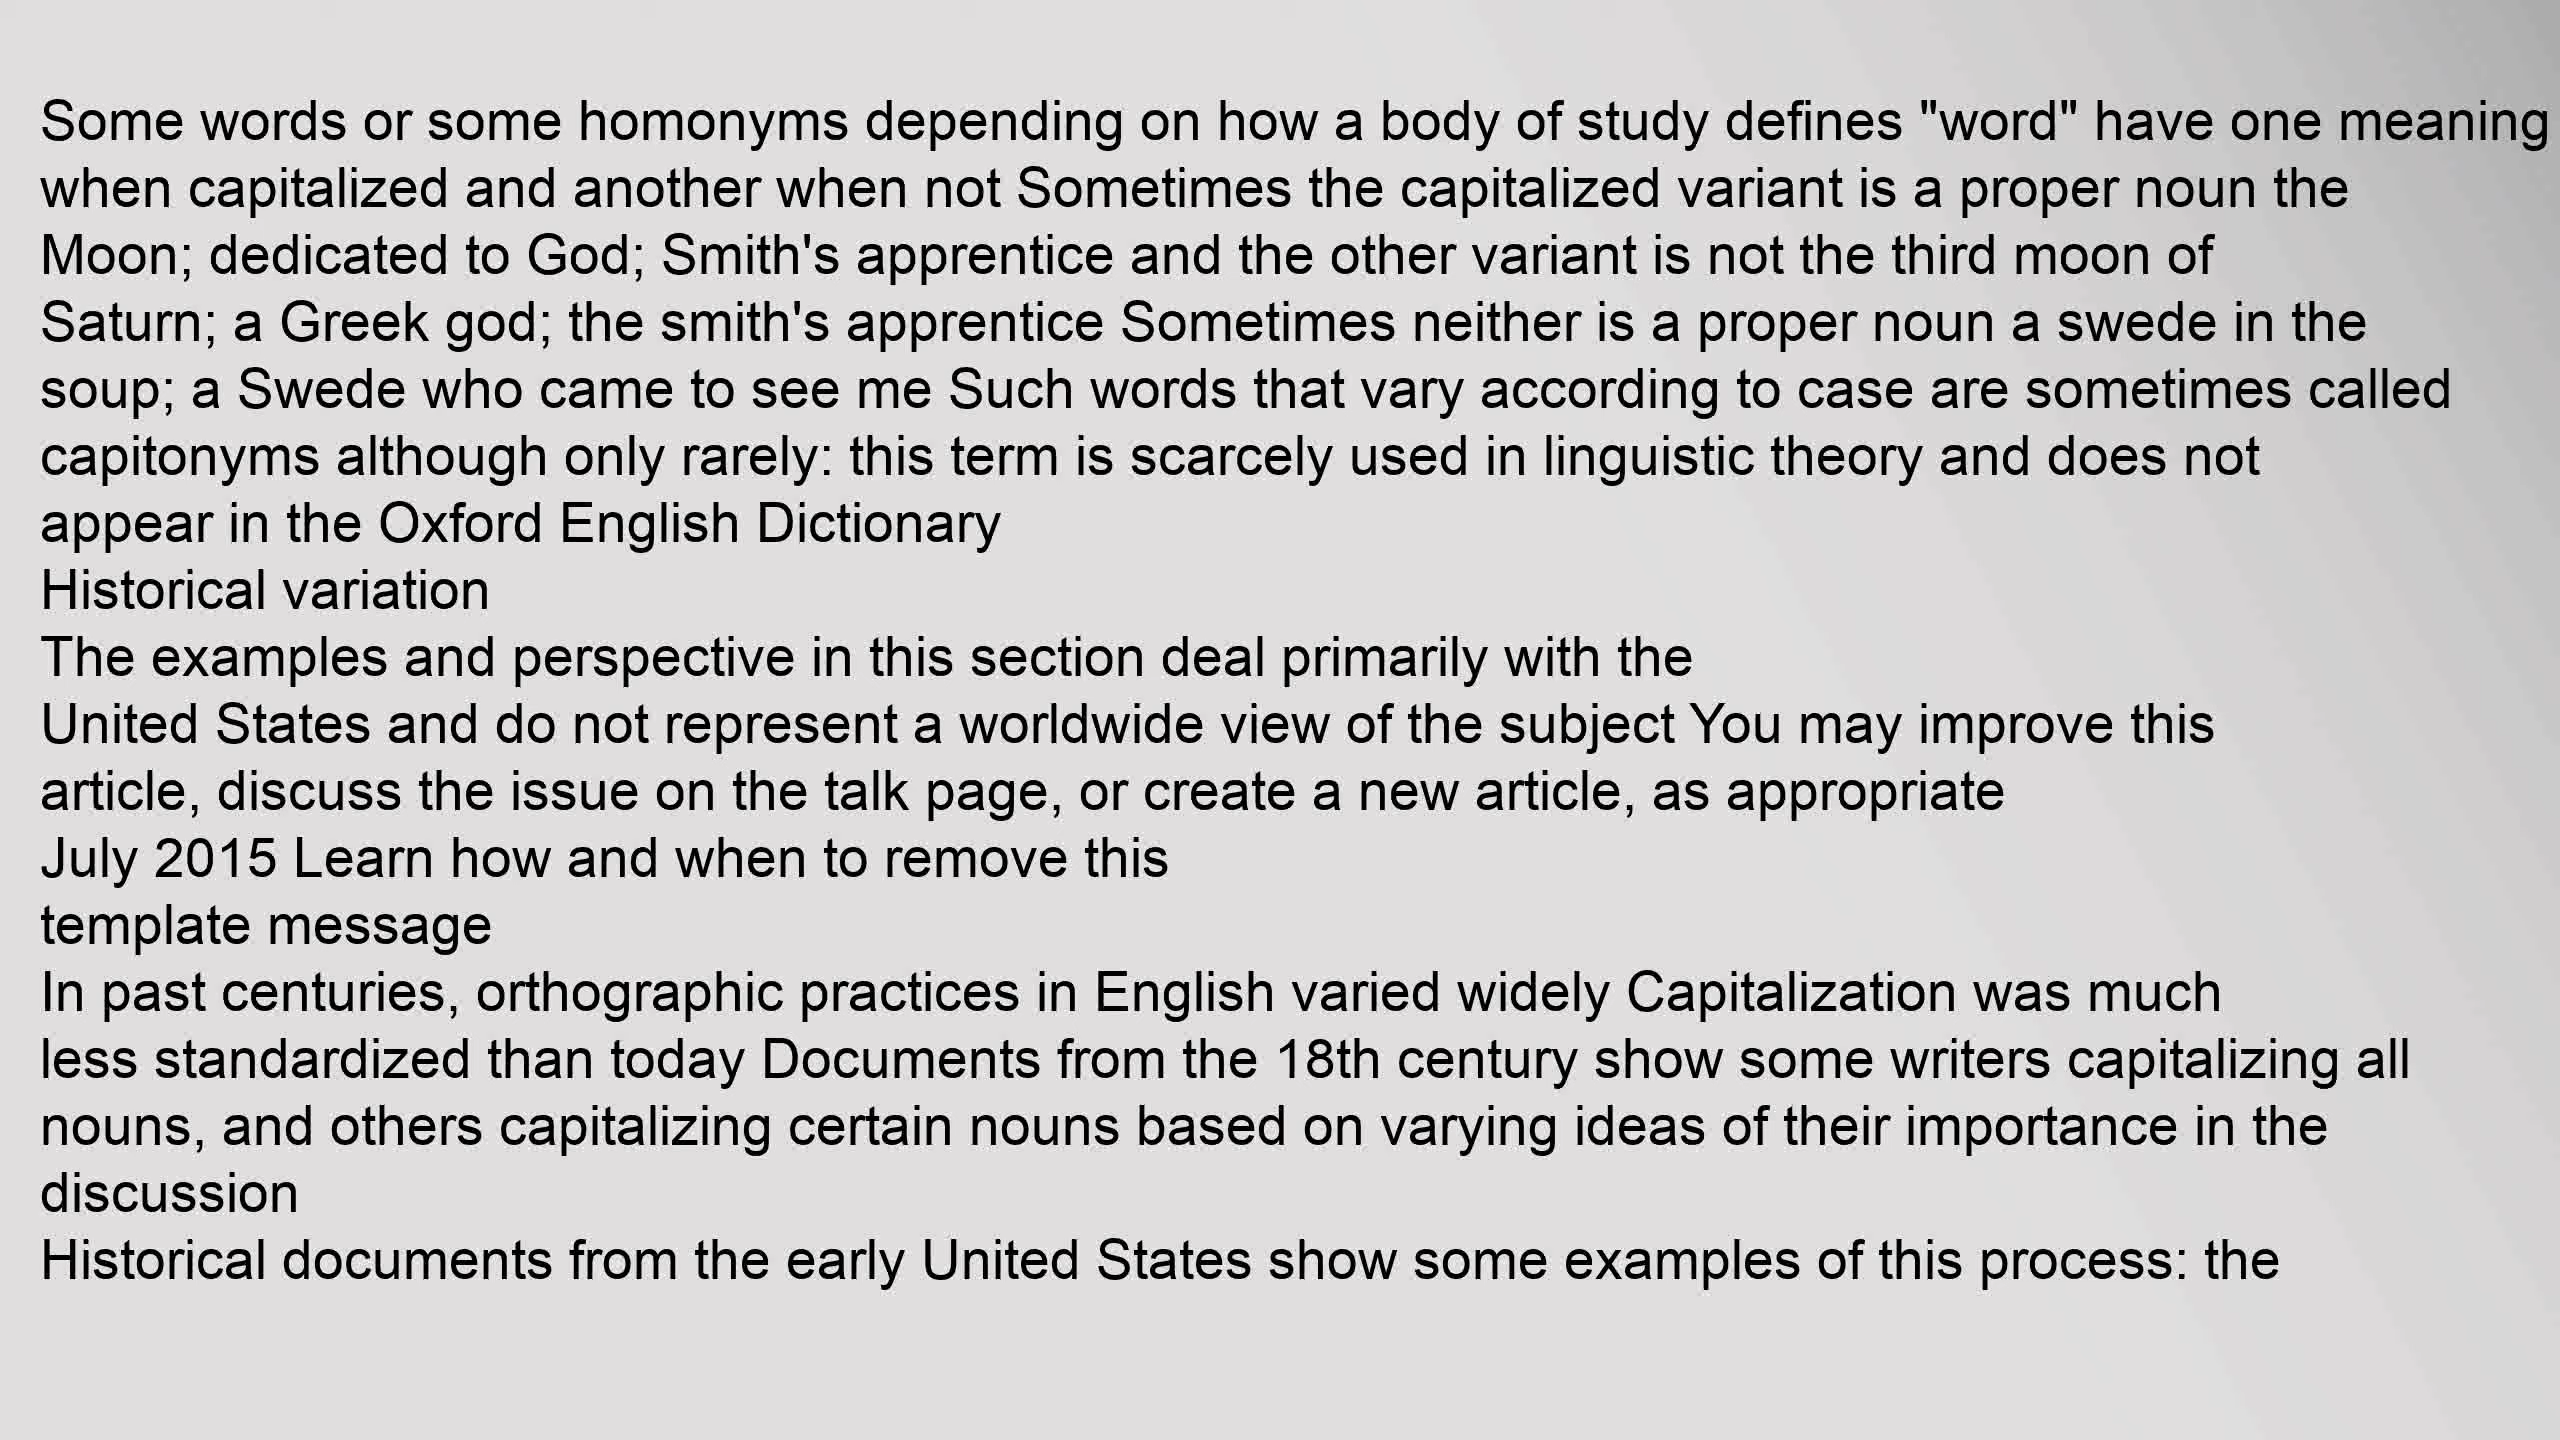 Some words or some homonyms depending on how a body of study defines "word" have one meaning
when capitalized and another when not Sometimes the capitalized variant is a proper noun the
Moon; dedicated to God; Smith's apprentice and the other variant is not the third moon of
Saturn; a Greek god; the smith's apprentice Sometimes neither is a proper noun a swede in the
soup; a Swede who came to see me Such words that vary according to case are sometimes called
capitonyms although only rarely: this term is scarcely used in linguistic theory and does not
appear in the Oxford English Dictionary
Historical variation
The examples and perspective in this section deal primarily with the
United States and do not represent a worldwide view of the subject You may improve this
article, discuss the issue on the talk page, or create a new article, as appropriate
July 2015 Learn how and when to remove this
template message
In past centuries, orthographic practices in English varied widely Capitalization was much
less standardized than today Documents from the 18th century show some writers capitalizing all
nouns, and others capitalizing certain nouns based on varying ideas of their importance in the
discussion
Historical documents from the early United States show some examples of this process: the